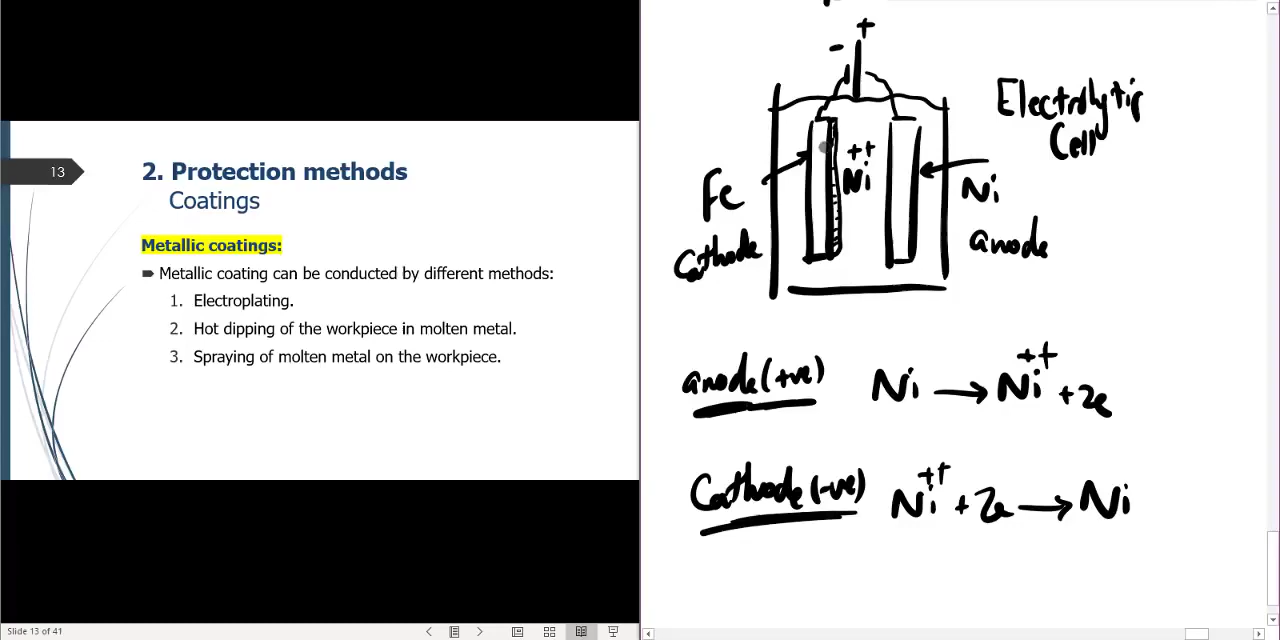 13
2. Protection methods
Coatings
Metallic coatings:
Metallic coating can be conducted by different methods:
1. Electroplating.
2. Hot dipping of the workpiece in molten metal.
3. Spraying of molten metal on the workpiece.
Slide 13 of 41
- +
Electrolytic
Cell
++
Ni
Fe
Cathode
Ni
anode
anode (+ve) Ni → Ni++ + 2e
Cathode (-ve) Ni++ + 2e → Ni